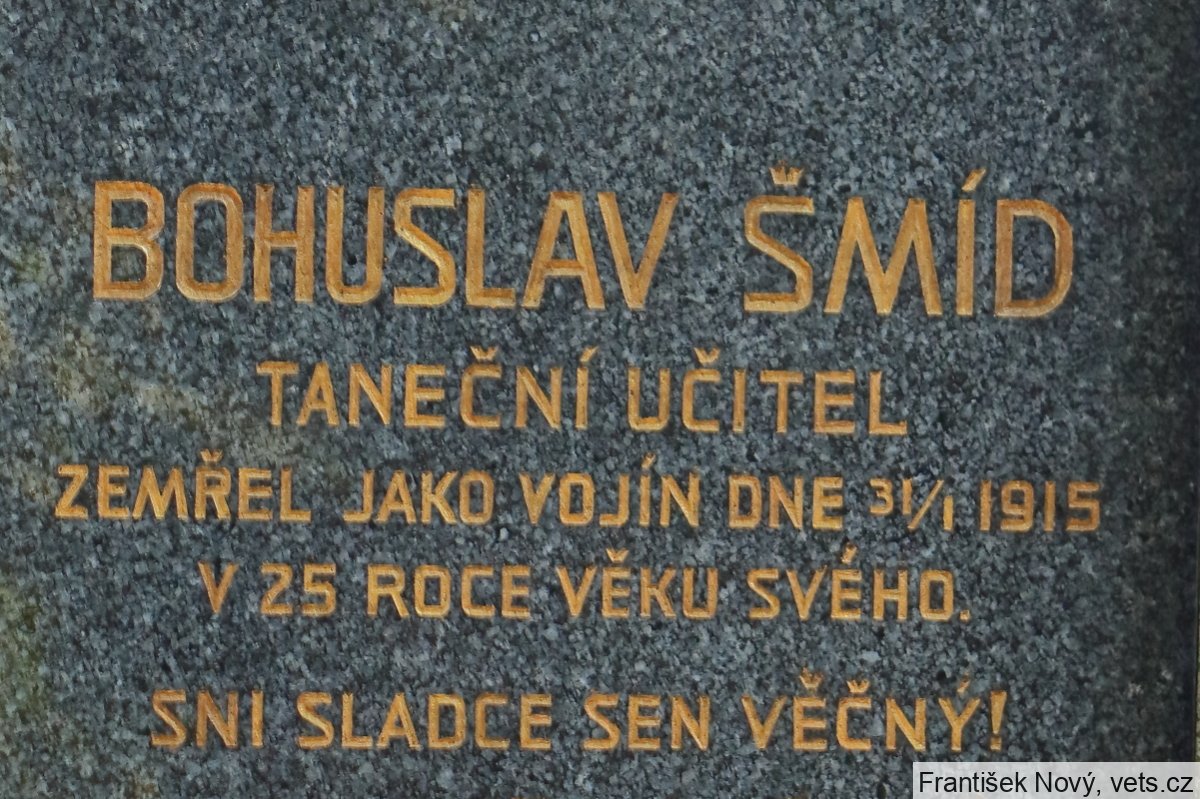 BOHUSLAV ŠMÍD
TANEČNÍ UČITEL
ZEMŘEL JAKO VOJÍN DNE 31/1 1915
V 25 ROCE VĚKU SVÉHO.
SNI SLADCE SEN VĚČNÝ!
František Nový, vets.cz